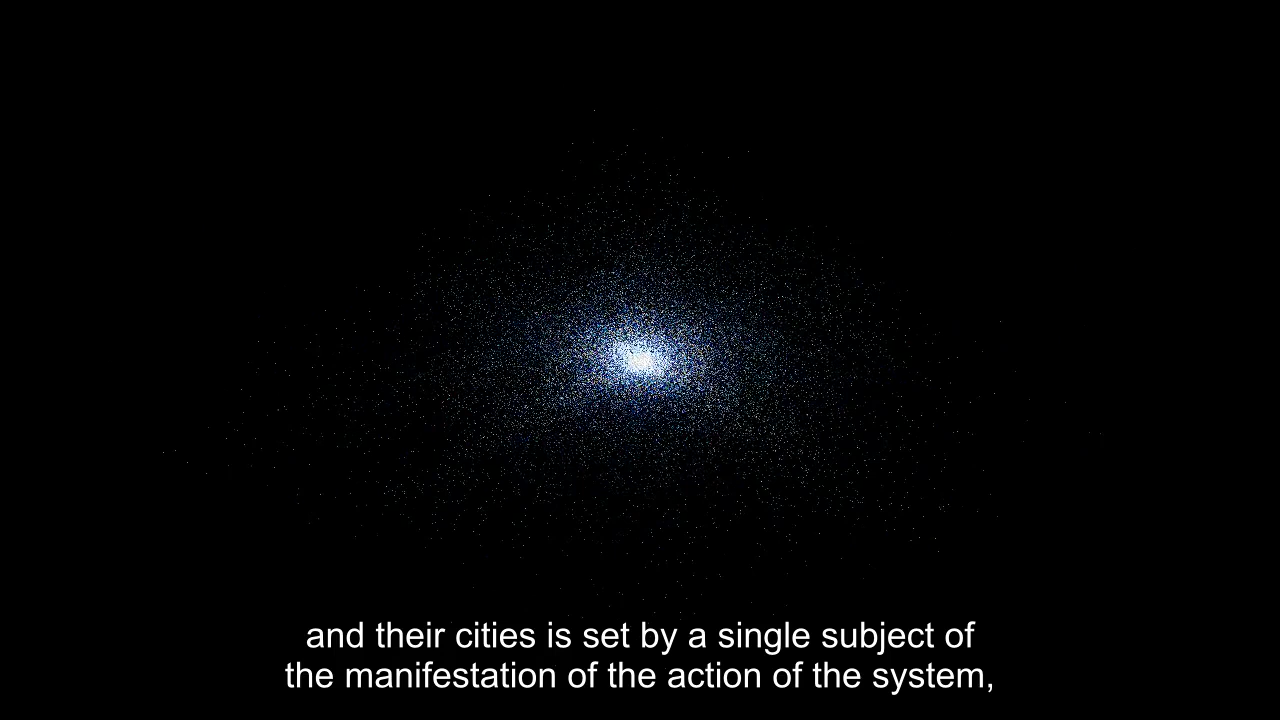 and their cities is set by a single subject of
the manifestation of the action of the system,